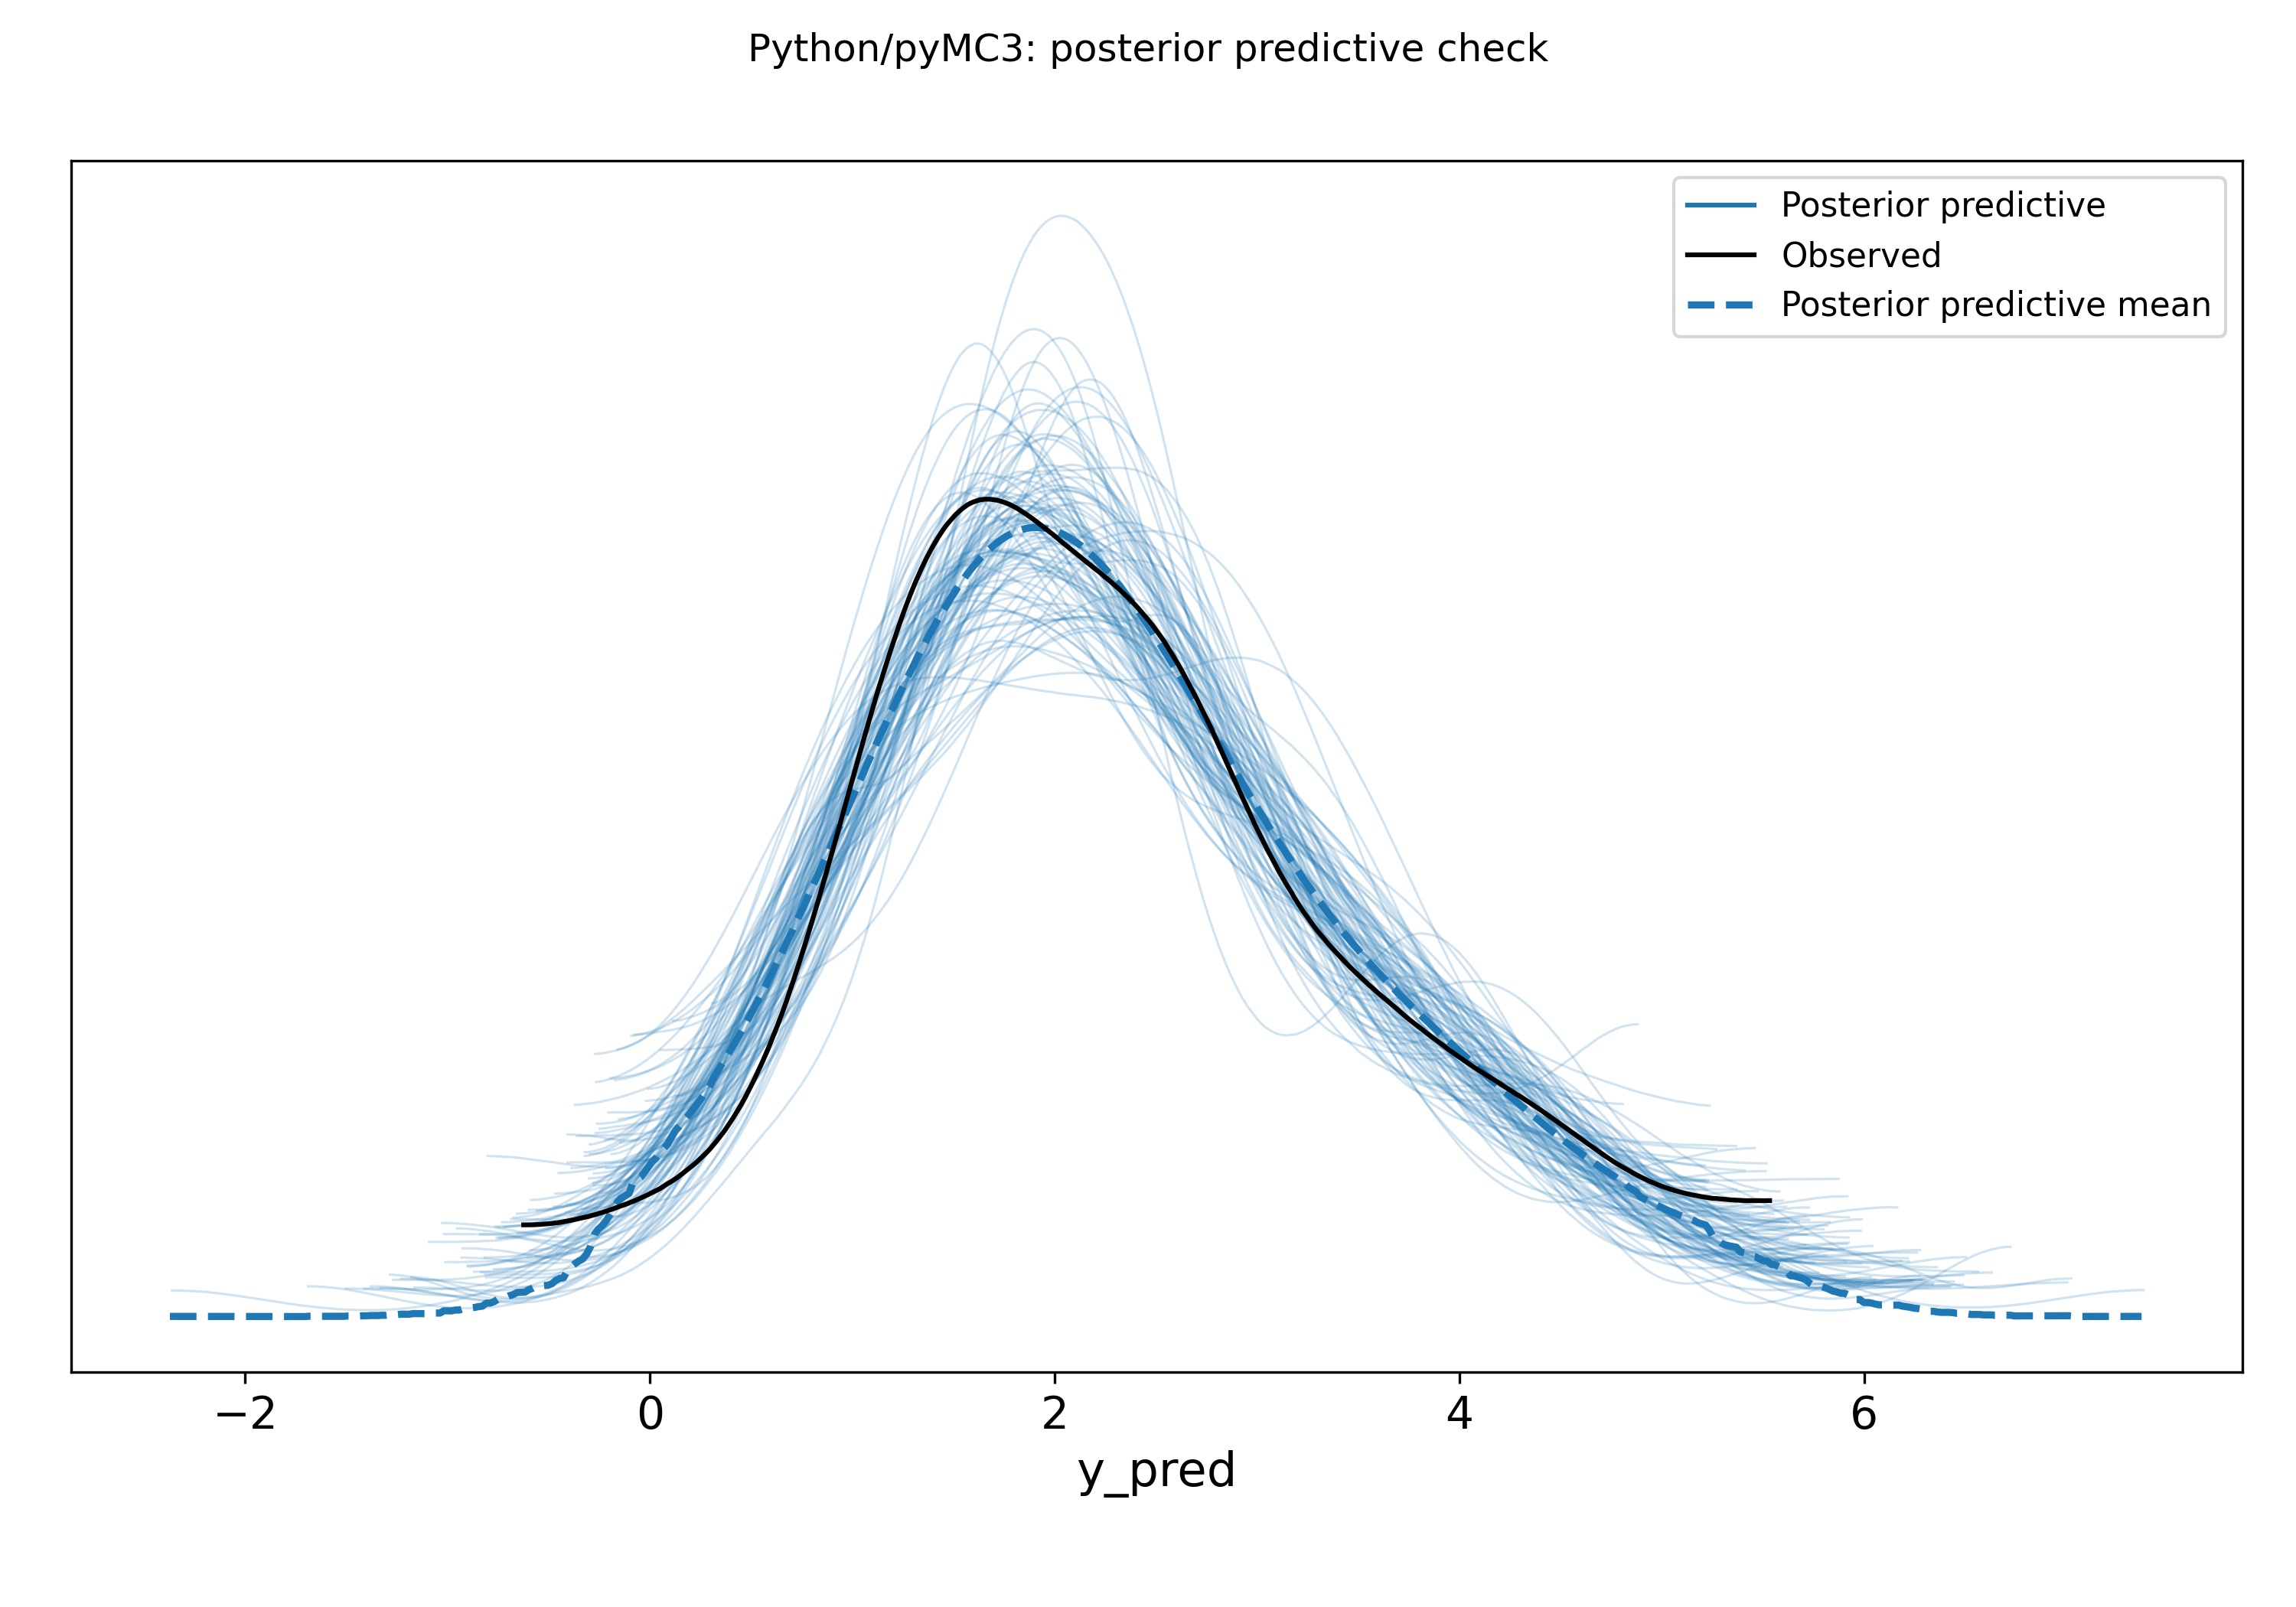 Python/pyMC3: posterior predictive check
Posterior predictive
Observed
Posterior predictive mean
−2 0 2 4 6
y_pred